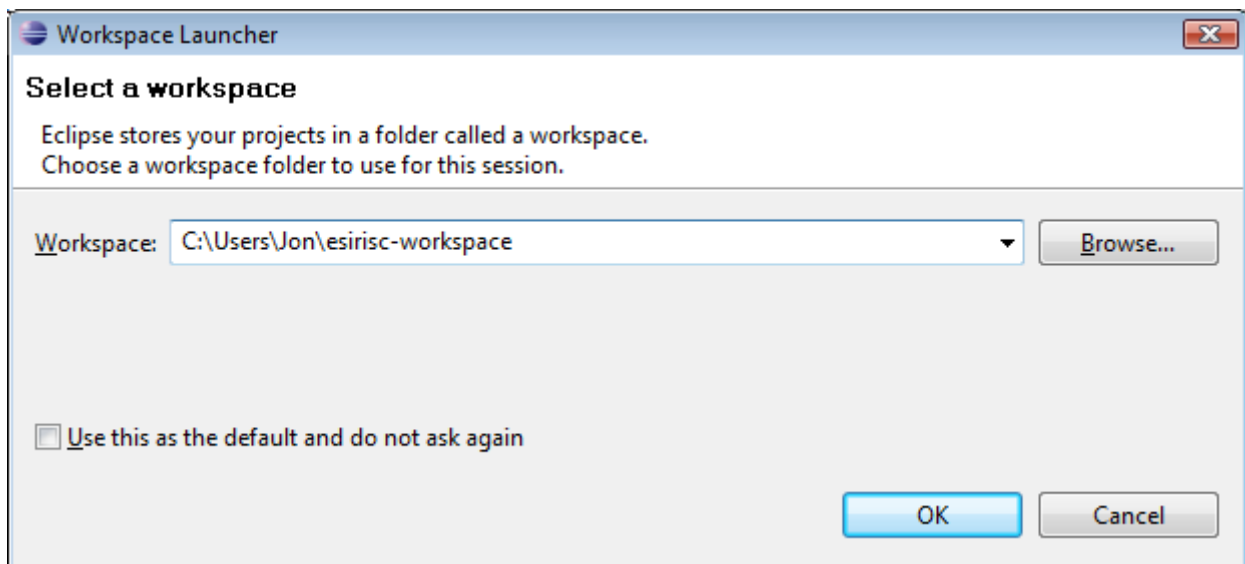 Workspace Launcher
Select a workspace
Eclipse stores your projects in a folder called a workspace.
Choose a workspace folder to use for this session.
Workspace: C:\Users\Jon\esirisc-workspace Browse...
Use this as the default and do not ask again
OK Cancel